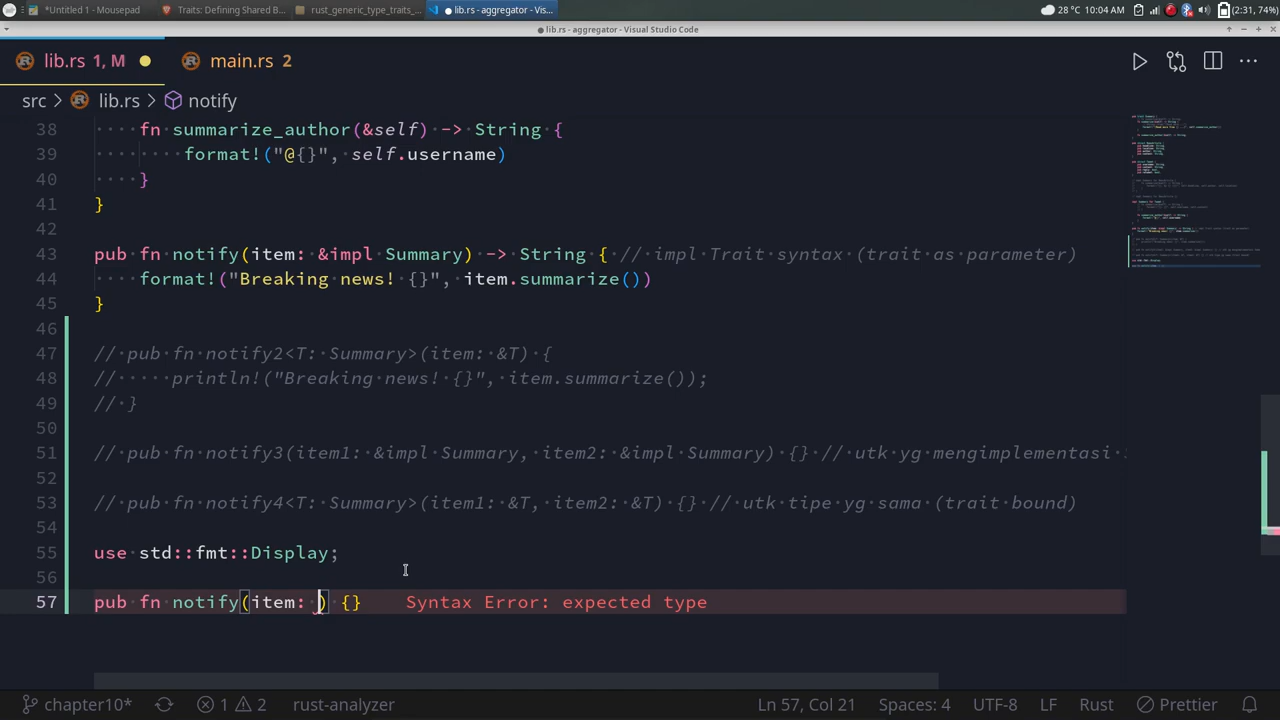 *Untitled 1 - Mousepad
Traits: Defining Shared B...
rust_generic_type_traits_...
lib.rs - aggregator - Vis...
28 °C
10:04 AM
(2:31, 74%)
● lib.rs - aggregator - Visual Studio Code
lib.rs 1, M
main.rs 2
src > lib.rs > notify
38 ····fn summarize_author(&self) -> String {
39 ········format!("@{}", self.username)
40 ····}
41 }
42
43 pub fn notify(item: &impl Summary) -> String { // impl Trait syntax (trait as parameter)
44 ····format!("Breaking news! {}", item.summarize())
45 }
46
47 // pub fn notify2<T: Summary>(item: &T) {
48 //·····println!("Breaking news! {}", item.summarize());
49 // }
50
51 // pub fn notify3(item1: &impl Summary, item2: &impl Summary) {} // utk yg mengimplementasi
52
53 // pub fn notify4<T: Summary>(item1: &T, item2: &T) {} // utk tipe yg sama (trait bound)
54
55 use std::fmt::Display;
56
57 pub fn notify(item: ) {} Syntax Error: expected type
chapter10*
1
2
rust-analyzer
Ln 57, Col 21
Spaces: 4
UTF-8
LF
Rust
Prettier